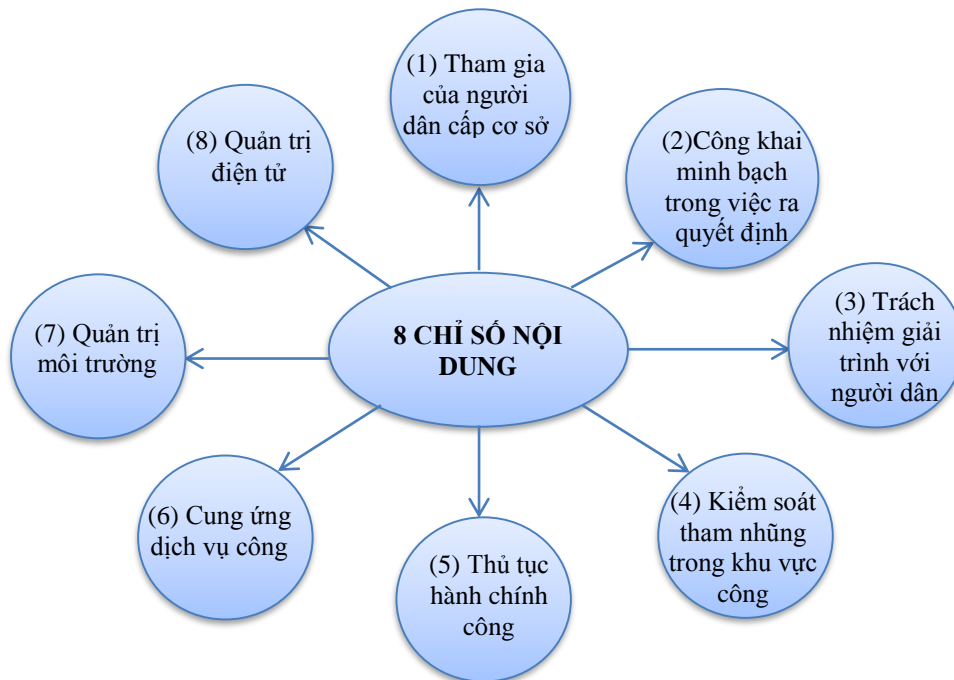 8 CHỈ SỐ NỘI
DUNG
(1) Tham gia
của người
dân cấp cơ sở
(2)Công khai
minh bạch
trong việc ra
quyết định
(3) Trách
nhiệm giải
trình với
người dân
(4) Kiểm soát
tham nhũng
trong khu vực
công
(5) Thủ tục
hành chính
công
(6) Cung ứng
dịch vụ công
(7) Quản trị
môi trường
(8) Quản trị
điện tử